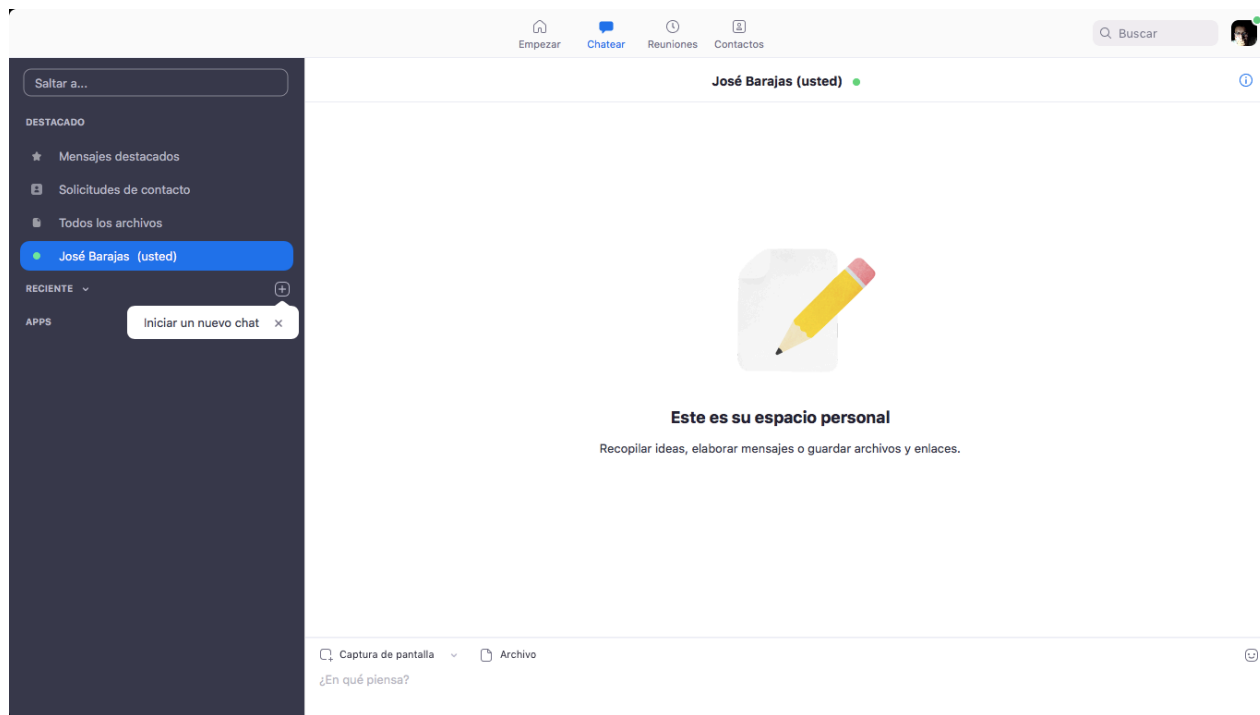 Empezar
Chatear
Reuniones
Contactos
Buscar
Saltar a...
DESTACADO
Mensajes destacados
Solicitudes de contacto
Todos los archivos
José Barajas (usted)
RECIENTE
Iniciar un nuevo chat
APPS
José Barajas (usted)
Este es su espacio personal
Recopilar ideas, elaborar mensajes o guardar archivos y enlaces.
Captura de pantalla
Archivo
¿En qué piensa?